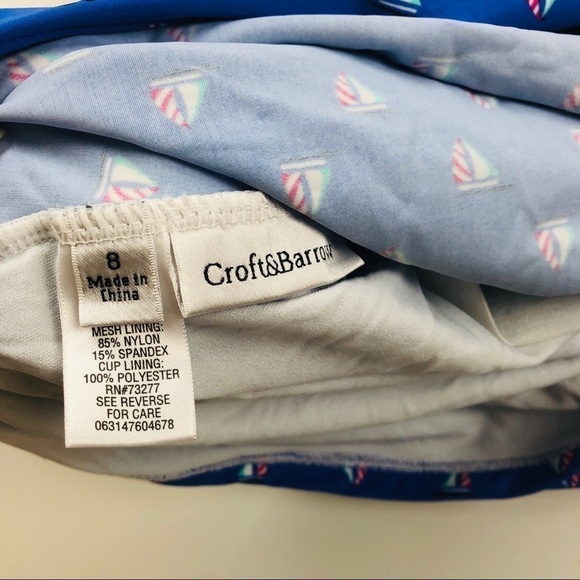 8
Made in
China
Croft&Barrow
MESH LINING:
85% NYLON
15% SPANDEX
CUP LINING:
100% POLYESTER
RN#73277
SEE REVERSE
FOR CARE
063147604678